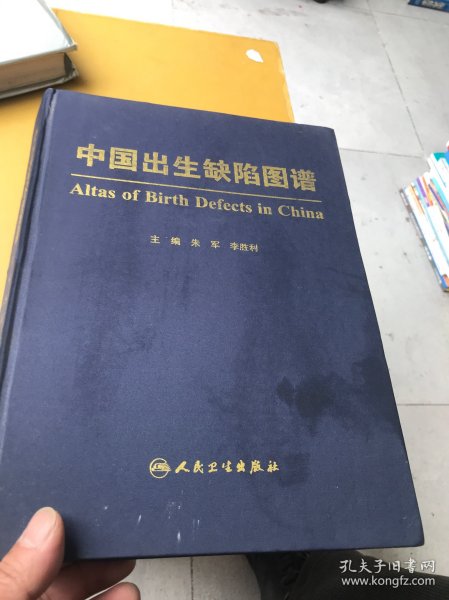 中国出生缺陷图谱
Altas of Birth Defects in China
主 编 朱 军 李胜利
人民卫生出版社
孔夫子旧书网
www.kongfz.com